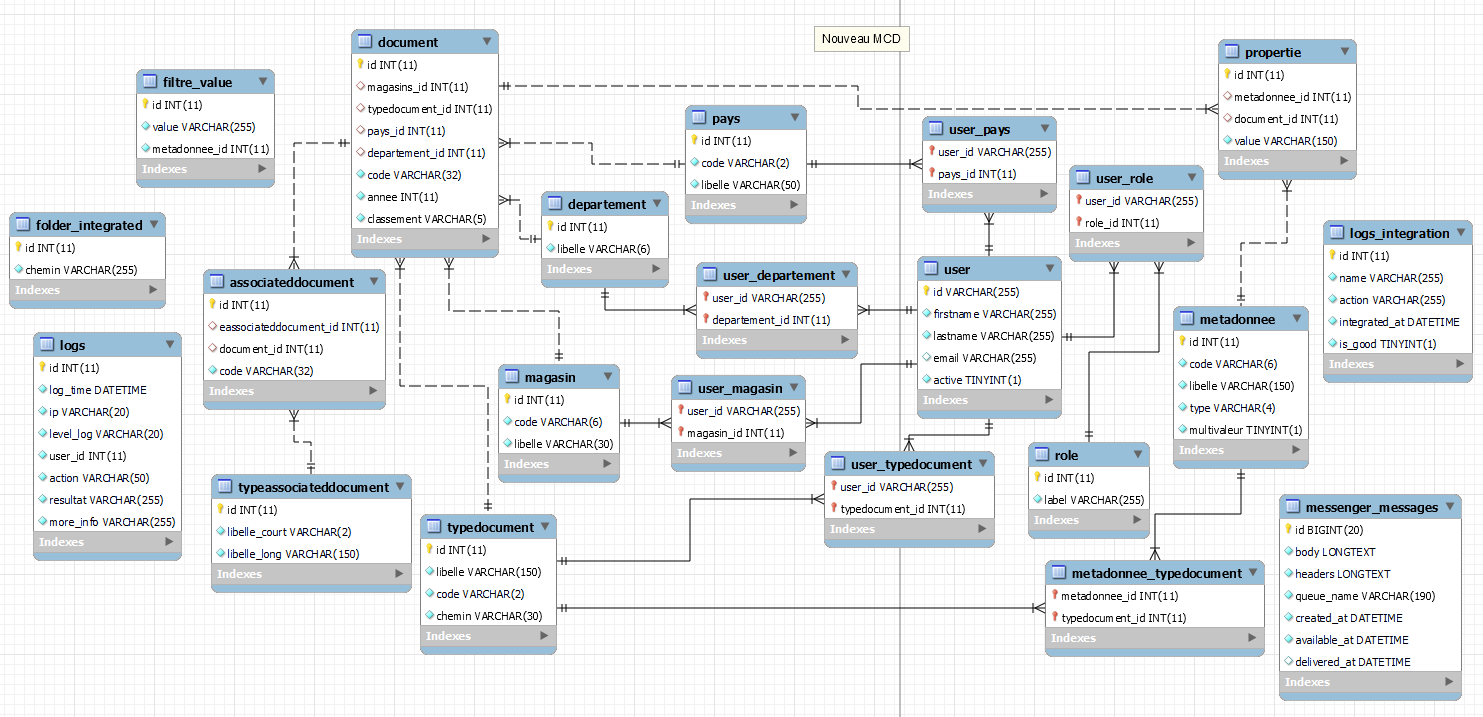 Nouveau MCD
document
id INT(11)
magasins_id INT(11)
typedocument_id INT(11)
pays_id INT(11)
departement_id INT(11)
code VARCHAR(32)
annee INT(11)
classement VARCHAR(5)
Indexes
propertie
id INT(11)
metadonnee_id INT(11)
document_id INT(11)
value VARCHAR(150)
Indexes
filtre_value
id INT(11)
value VARCHAR(255)
metadonnee_id INT(11)
Indexes
pays
id INT(11)
code VARCHAR(2)
libelle VARCHAR(50)
Indexes
user_pays
user_id VARCHAR(255)
pays_id INT(11)
Indexes
user_role
user_id VARCHAR(255)
role_id INT(11)
Indexes
departement
id INT(11)
libelle VARCHAR(6)
Indexes
folder_integrated
id INT(11)
chemin VARCHAR(255)
Indexes
logs_integration
id INT(11)
name VARCHAR(255)
action VARCHAR(255)
integrated_at DATETIME
is_good TINYINT(1)
Indexes
associateddocument
id INT(11)
eassociateddocument_id INT(11)
document_id INT(11)
code VARCHAR(32)
Indexes
user_departement
user_id VARCHAR(255)
departement_id INT(11)
Indexes
user
id VARCHAR(255)
firstname VARCHAR(255)
lastname VARCHAR(255)
email VARCHAR(255)
active TINYINT(1)
Indexes
metadonnee
id INT(11)
code VARCHAR(6)
libelle VARCHAR(150)
type VARCHAR(4)
multivaleur TINYINT(1)
Indexes
logs
id INT(11)
log_time DATETIME
ip VARCHAR(20)
level_log VARCHAR(20)
user_id INT(11)
action VARCHAR(50)
resultat VARCHAR(255)
more_info VARCHAR(255)
Indexes
magasin
id INT(11)
code VARCHAR(6)
libelle VARCHAR(30)
Indexes
user_magasin
user_id VARCHAR(255)
magasin_id INT(11)
Indexes
user_typedocument
user_id VARCHAR(255)
typedocument_id INT(11)
Indexes
role
id INT(11)
label VARCHAR(255)
Indexes
typeassociateddocument
id INT(11)
libelle_court VARCHAR(2)
libelle_long VARCHAR(150)
Indexes
typedocument
id INT(11)
libelle VARCHAR(150)
code VARCHAR(2)
chemin VARCHAR(30)
Indexes
metadonnee_typedocument
metadonnee_id INT(11)
typedocument_id INT(11)
Indexes
messenger_messages
id BIGINT(20)
body LONGTEXT
headers LONGTEXT
queue_name VARCHAR(190)
created_at DATETIME
available_at DATETIME
delivered_at DATETIME
Indexes